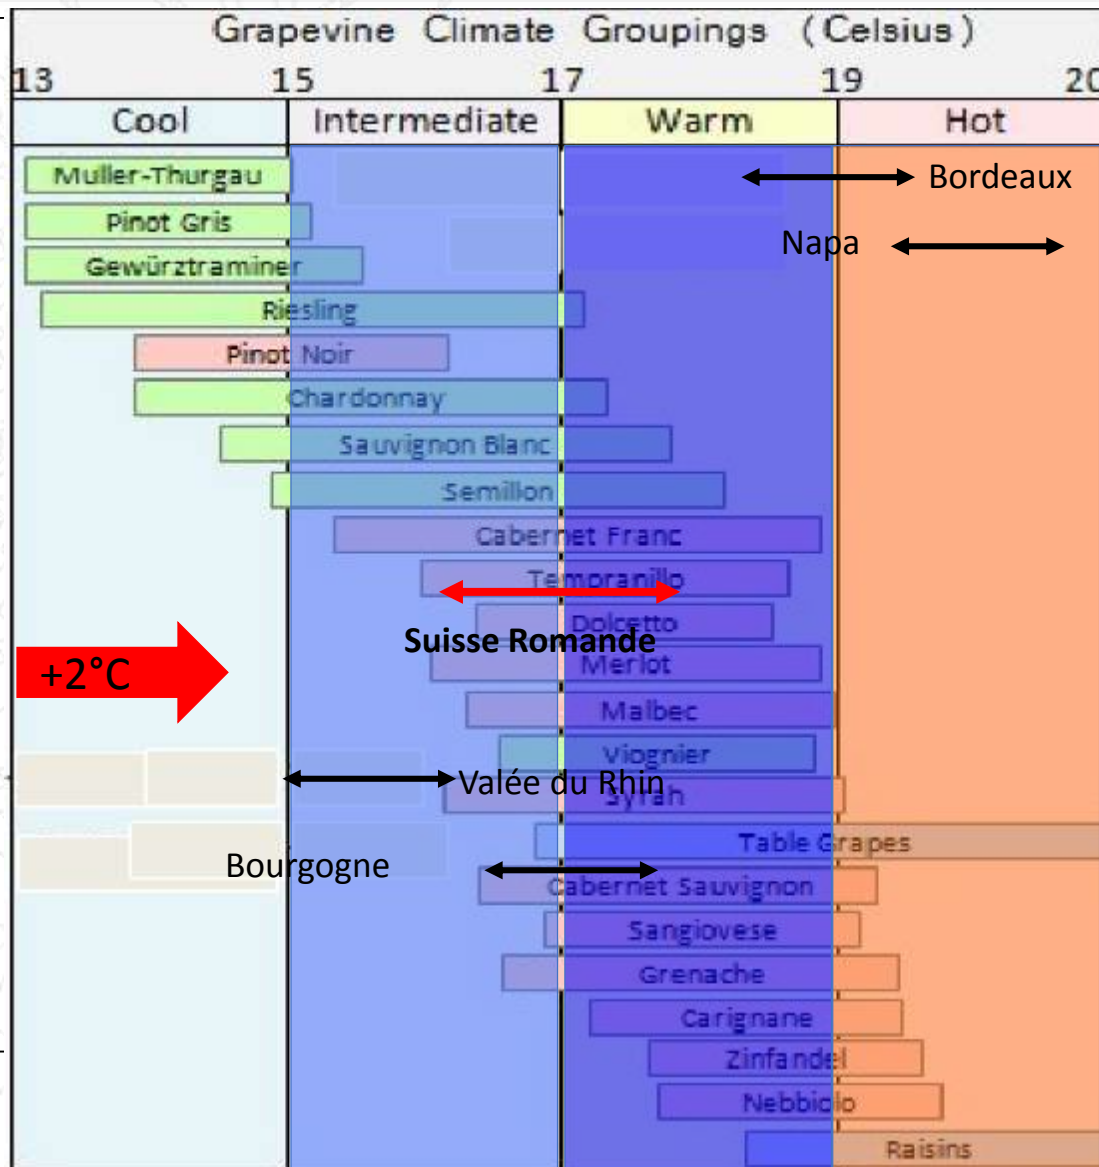 Grapevine Climate Groupings (Celsius)
13 15 17 19 20
Cool Intermediate Warm Hot
Muller-Thurgau
Bordeaux
Pinot Gris
Napa
Gewürztraminer
Riesling
Pinot Noir
Chardonnay
Sauvignon Blanc
Semillon
Cabernet Franc
Temoranillo
Dolcetto
Suisse Romande
Merlot
+2°C
Malbec
Viognier
Valée du Rhin
Syrah
Table Grapes
Bourgogne
Cabernet Sauvignon
Sangiovese
Grenache
Carignane
Zinfandel
Nebbiolo
Raisins